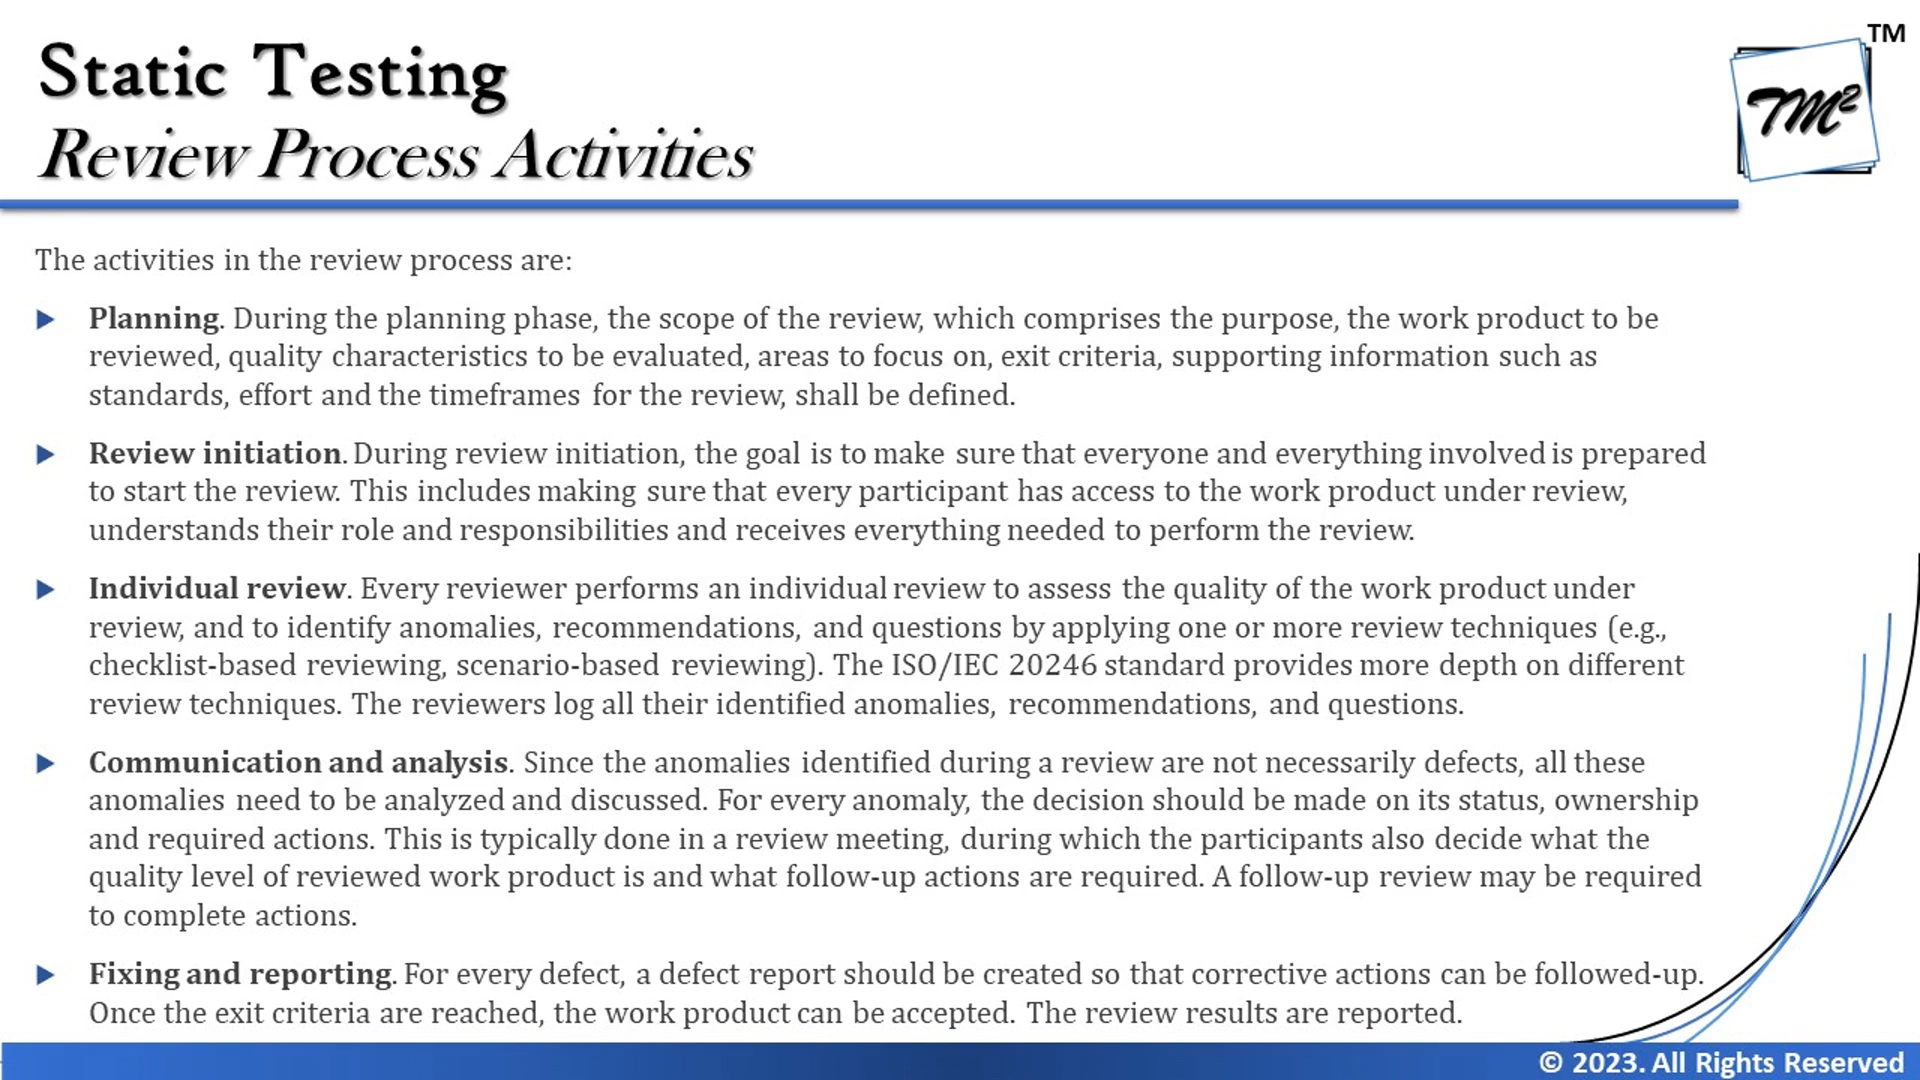 Static Testing
Review Process Activities
TM
TM2
The activities in the review process are:
Planning. During the planning phase, the scope of the review, which comprises the purpose, the work product to be
reviewed, quality characteristics to be evaluated, areas to focus on, exit criteria, supporting information such as
standards, effort and the timeframes for the review, shall be defined.
Review initiation. During review initiation, the goal is to make sure that everyone and everything involved is prepared
to start the review. This includes making sure that every participant has access to the work product under review,
understands their role and responsibilities and receives everything needed to perform the review.
Individual review. Every reviewer performs an individual review to assess the quality of the work product under
review, and to identify anomalies, recommendations, and questions by applying one or more review techniques (e.g.,
checklist-based reviewing, scenario-based reviewing). The ISO/IEC 20246 standard provides more depth on different
review techniques. The reviewers log all their identified anomalies, recommendations, and questions.
Communication and analysis. Since the anomalies identified during a review are not necessarily defects, all these
anomalies need to be analyzed and discussed. For every anomaly, the decision should be made on its status, ownership
and required actions. This is typically done in a review meeting, during which the participants also decide what the
quality level of reviewed work product is and what follow-up actions are required. A follow-up review may be required
to complete actions.
Fixing and reporting. For every defect, a defect report should be created so that corrective actions can be followed-up.
Once the exit criteria are reached, the work product can be accepted. The review results are reported.
© 2023. All Rights Reserved